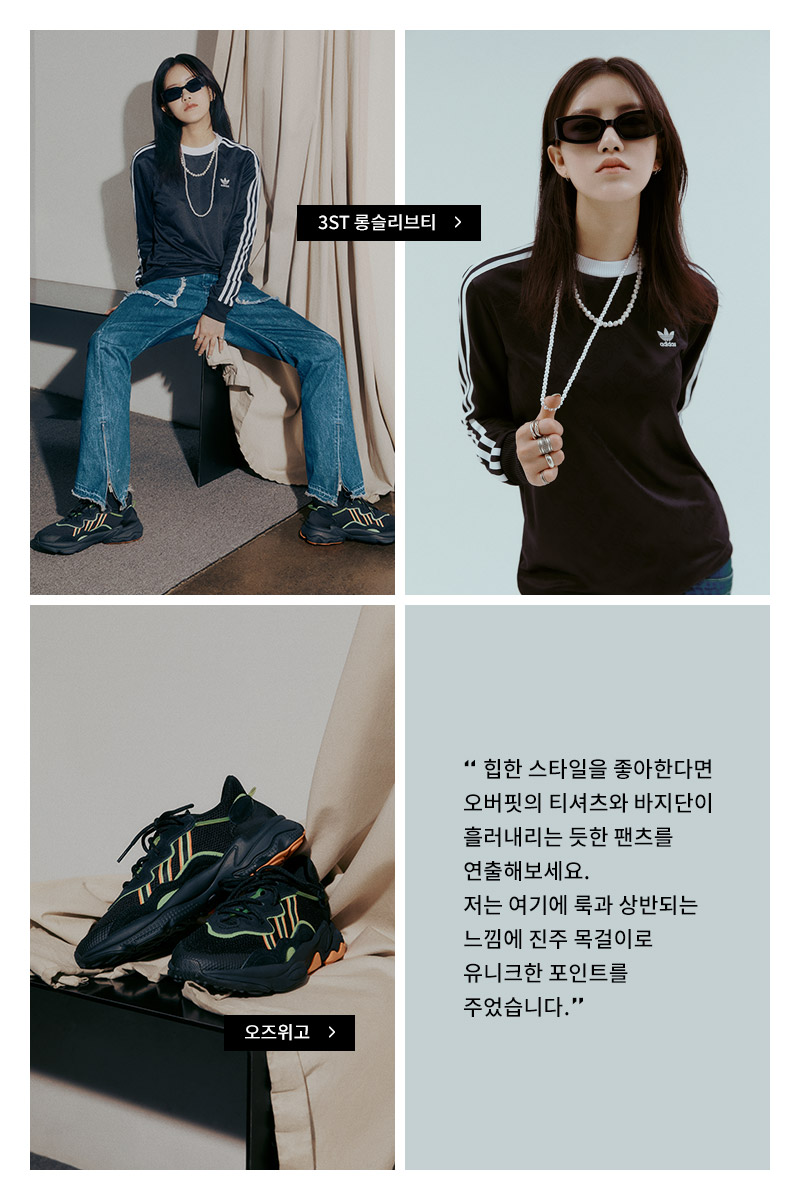 3ST 롱슬리브티 >
adidas
오즈위고 >
“ 힙한 스타일을 좋아한다면
오버핏의 티셔츠와 바지단이
흘러내리는 듯한 팬츠를
연출해보세요.
저는 여기에 룩과 상반되는
느낌에 진주 목걸이로
유니크한 포인트를
주었습니다.”